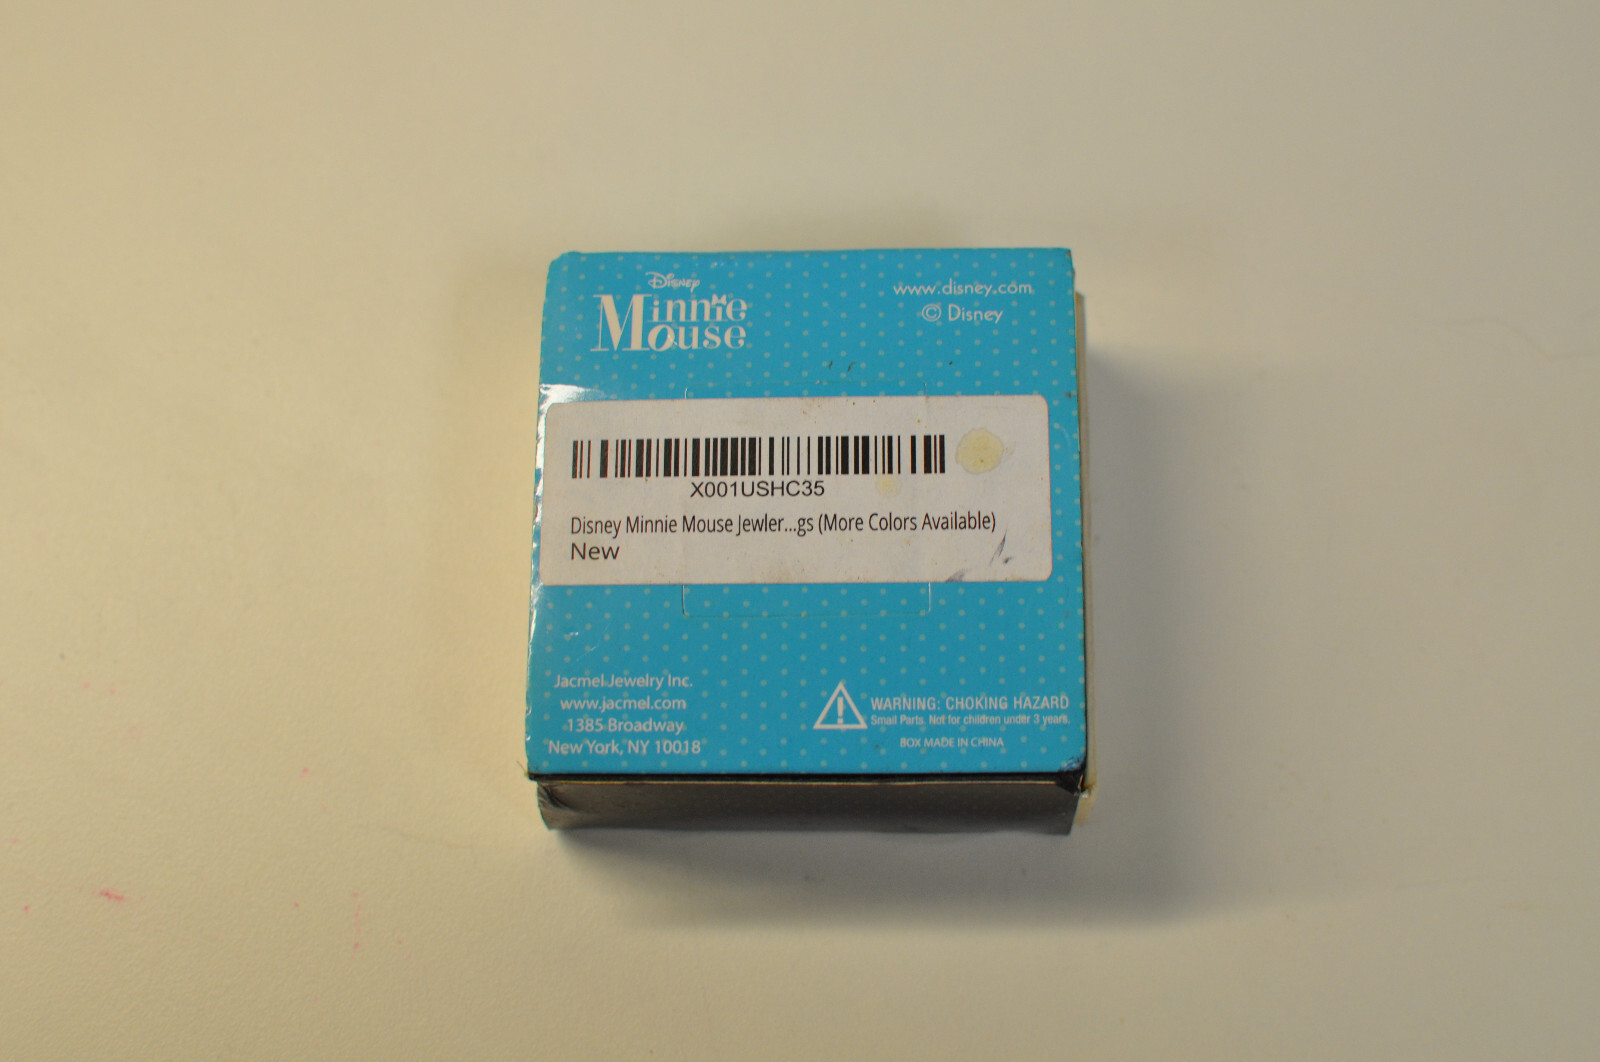 Disney
Minnie
Mouse
www.disney.com
© Disney
X001USHC35
Disney Minnie Mouse Jewler...gs (More Colors Available)
New
Jacmel Jewelry Inc.
www.jacmel.com
1385 Broadway
New York, NY 10018
WARNING: CHOKING HAZARD
Small Parts. Not for children under 3 years.
BOX MADE IN CHINA